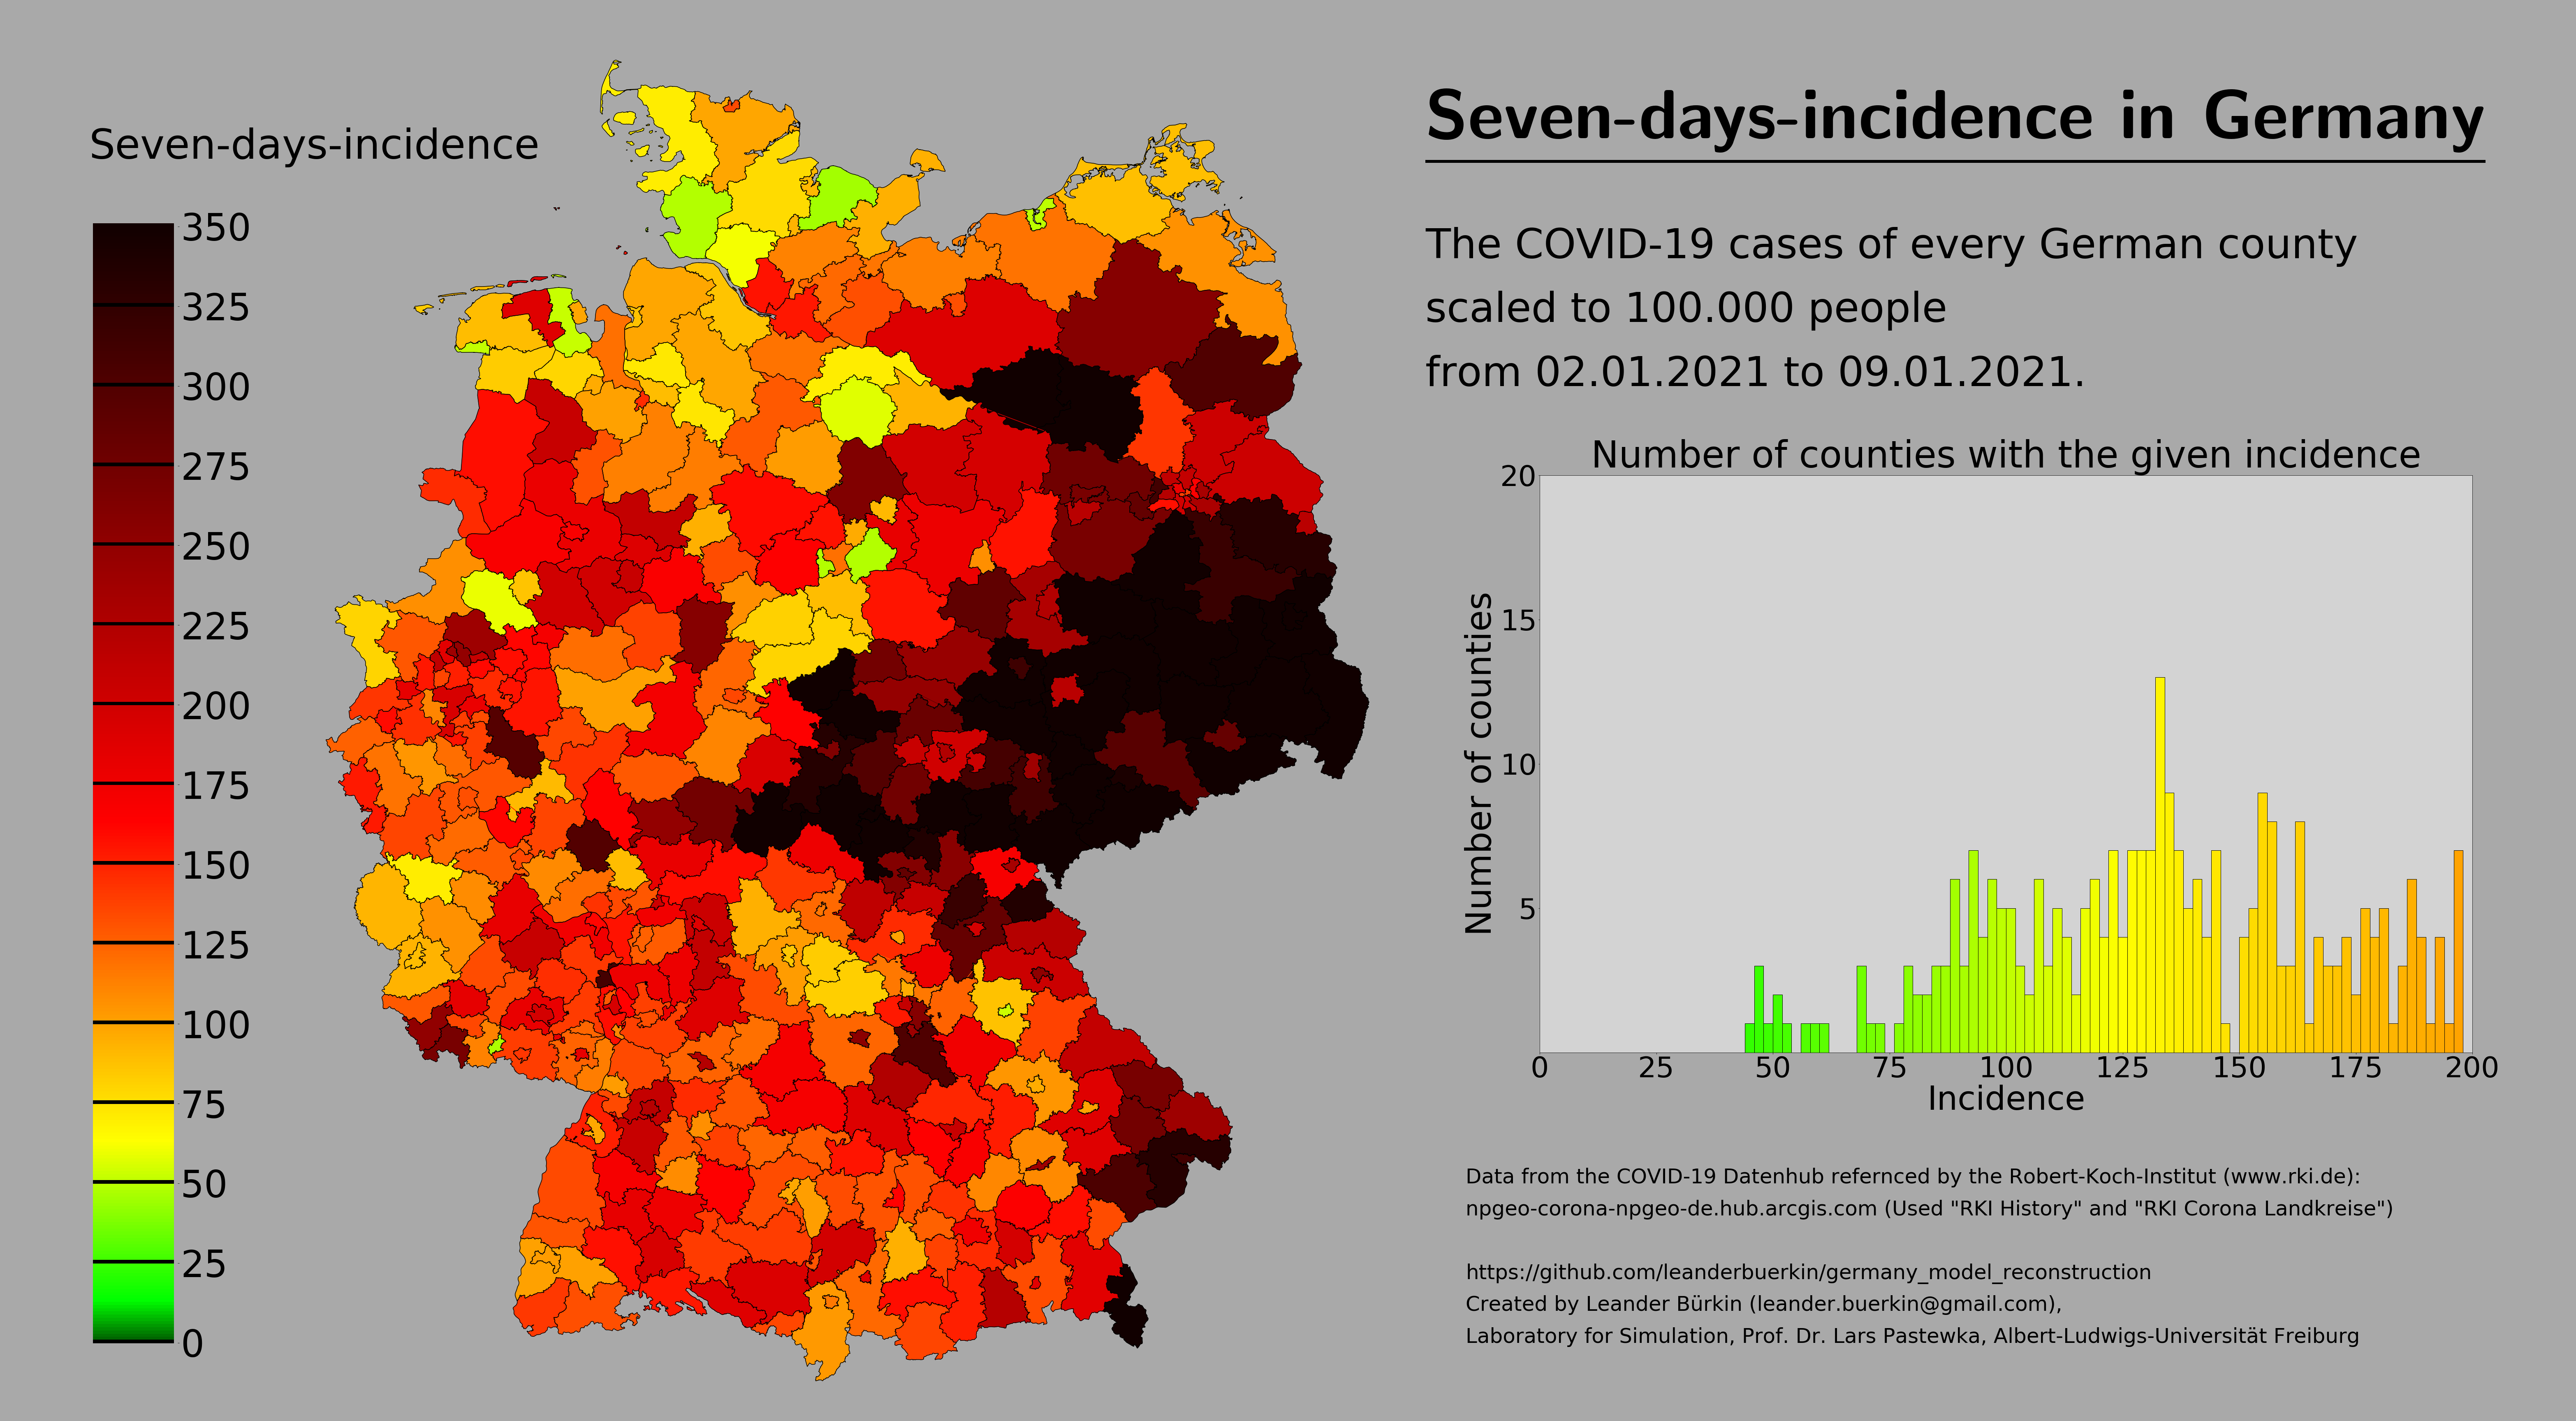 Seven-days-incidence in Germany
Seven-days-incidence
350
325
300
275
250
225
200
175
150
125
100
75
50
25
0
The COVID-19 cases of every German county
scaled to 100.000 people
from 02.01.2021 to 09.01.2021.
Number of counties with the given incidence
Number of counties
20
15
10
5
0 25 50 75 100 125 150 175 200
Incidence
Data from the COVID-19 Datenhub refernced by the Robert-Koch-Institut (www.rki.de):
npgeo-corona-npgeo-de.hub.arcgis.com (Used "RKI History" and "RKI Corona Landkreise")
https://github.com/leanderbuerkin/germany_model_reconstruction
Created by Leander Bürkin (leander.buerkin@gmail.com),
Laboratory for Simulation, Prof. Dr. Lars Pastewka, Albert-Ludwigs-Universität Freiburg